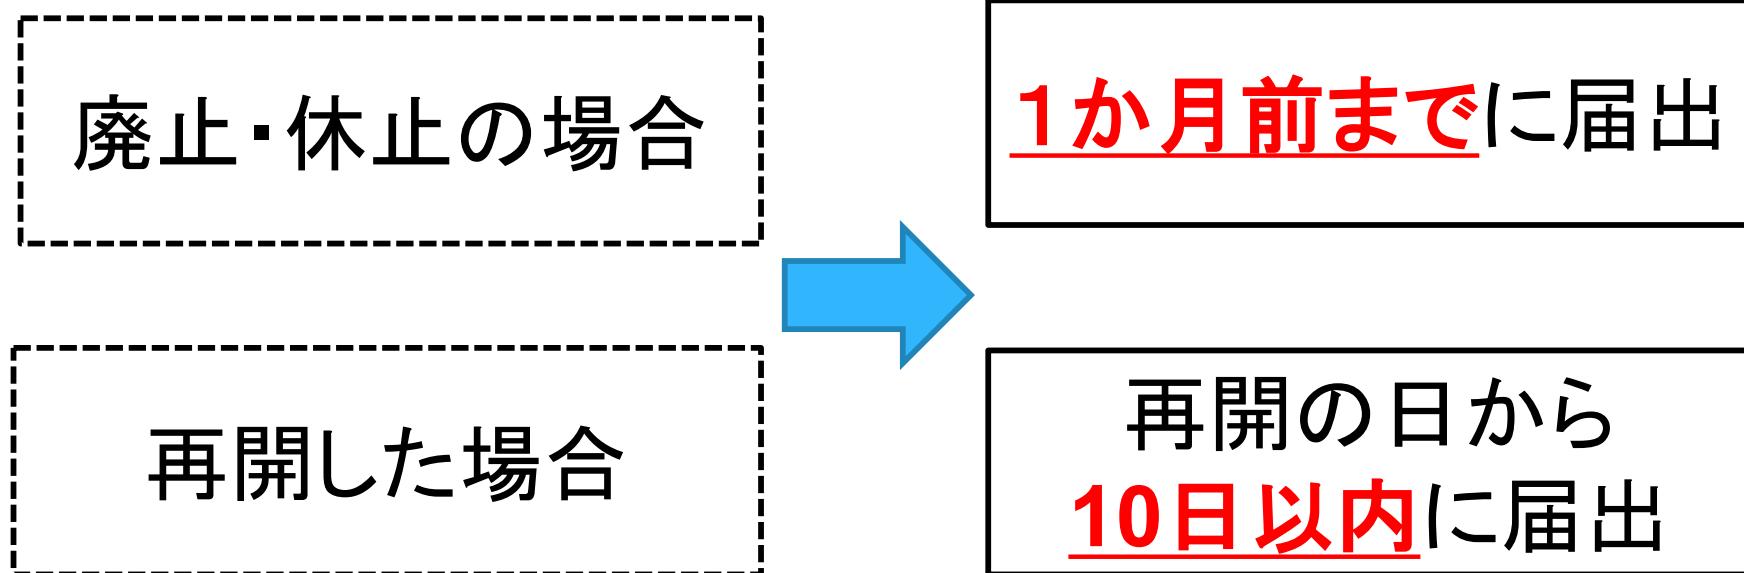 廃止・休止の場合
１か月前までに届出
再開した場合
再開の日から
10日以内に届出